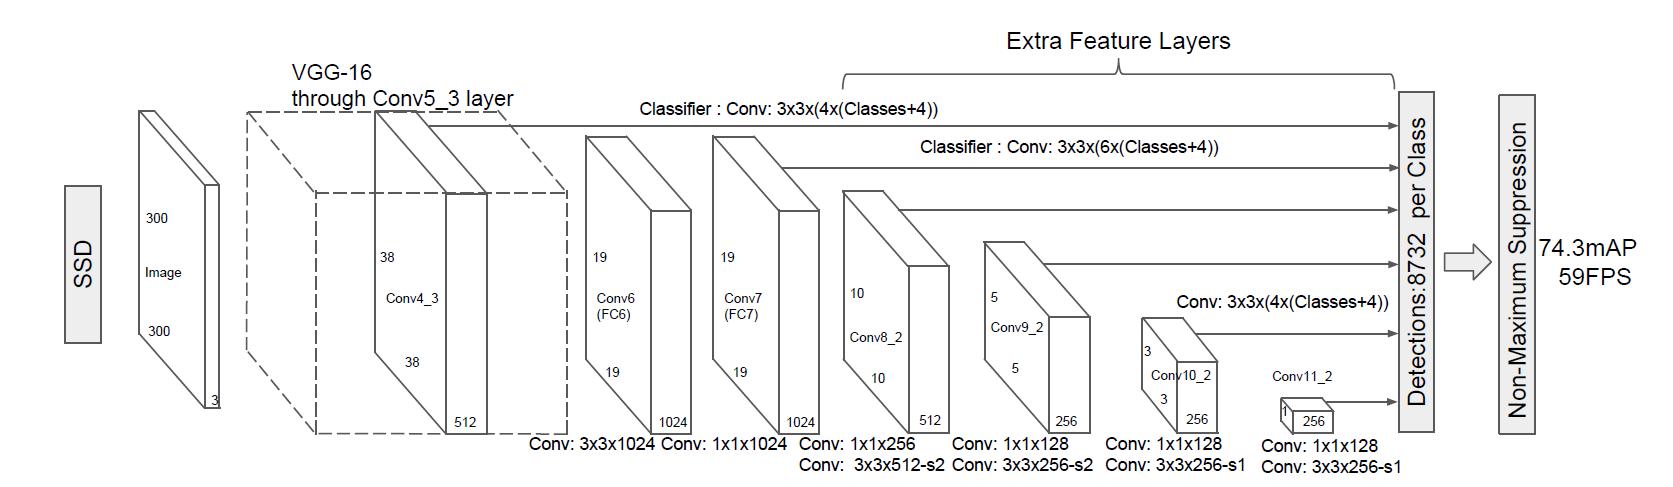 Extra Feature Layers
VGG-16
through Conv5_3 layer
Classifier : Conv: 3x3x(4x(Classes+4))
Classifier : Conv: 3x3x(6x(Classes+4))
SSD
300
Image
300
3
38
Conv4_3
38
512
19
Conv6
(FC6)
19
1024
19
Conv7
(FC7)
19
1024
10
Conv8_2
10
512
5
Conv9_2
5
256
Conv: 3x3x(4x(Classes+4))
3
Conv10_2
3
256
Conv11_2
1
256
Detections:8732 per Class
Non-Maximum Suppression
74.3mAP
59FPS
Conv: 3x3x1024
Conv: 1x1x1024
Conv: 1x1x256
Conv: 3x3x512-s2
Conv: 1x1x128
Conv: 3x3x256-s2
Conv: 1x1x128
Conv: 3x3x256-s1
Conv: 1x1x128
Conv: 3x3x256-s1